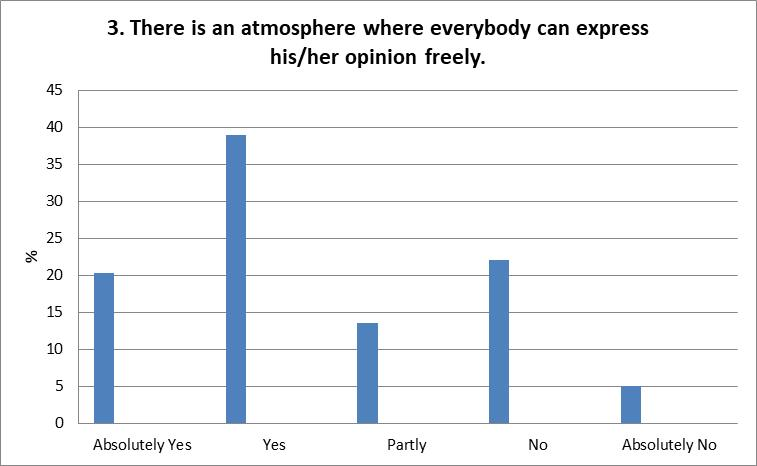 3. There is an atmosphere where everybody can express
his/her opinion freely.
45
40
35
30
25
20
15
10
5
0
%
Absolutely Yes
Yes
Partly
No
Absolutely No